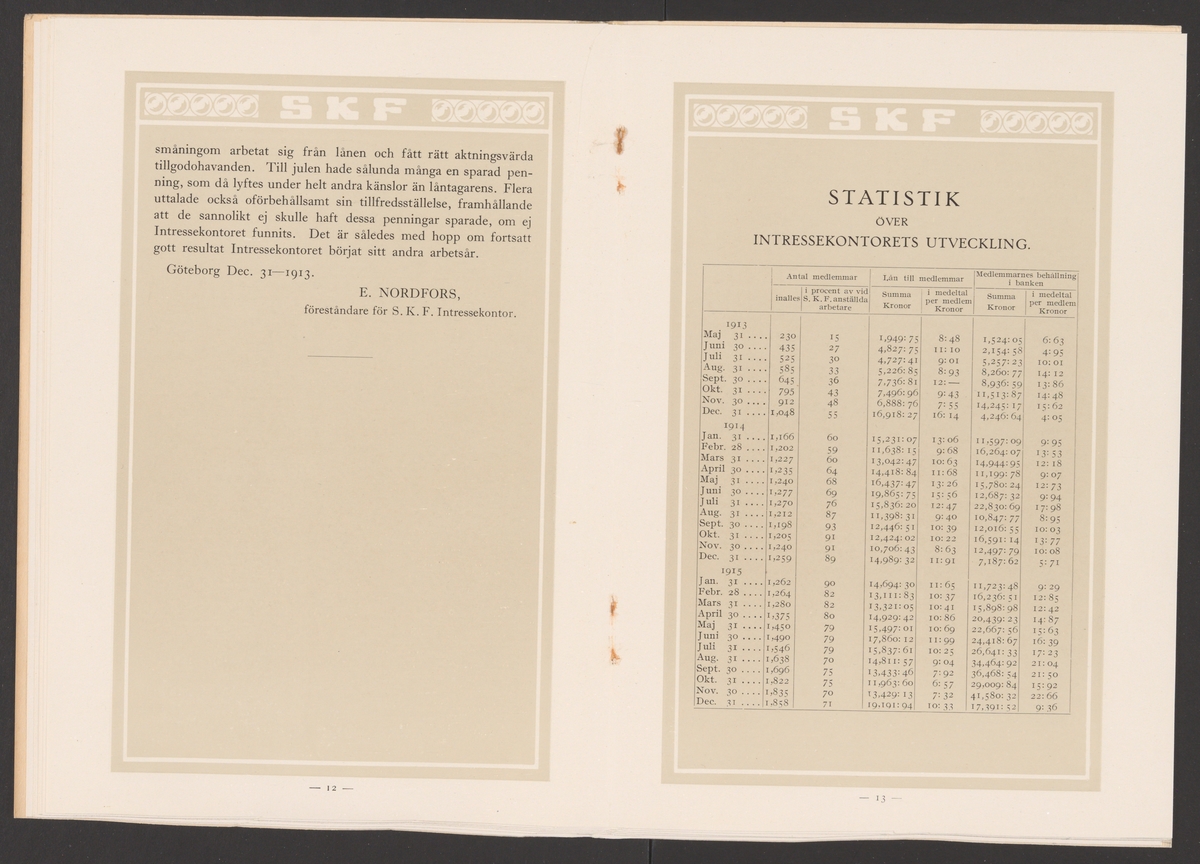 SKF
småningom arbetat sig från lånen och fått rätt aktningsvärda
tillgodohavanden. Till julen hade sålunda många en sparad pen-
ning, som då lyftes under helt andra känslor än låntagarens. Flera
uttalade också oförbehållsamt sin tillfredsställelse, framhållande
att de sannolikt ej skulle haft dessa penningar sparade, om ej
Intressekontoret funnits. Det är således med hopp om fortsatt
gott resultat Intressekontoret börjat sitt andra arbetsår.
Göteborg Dec. 31—1913.
E. NORDFORS,
föreståndare för S. K. F. Intressekontor.
— 12 —
SKF
STATISTIK
ÖVER
INTRESSEKONTORETS UTVECKLING.
Antal medlemmar Lån till medlemmar Medlemmarnes behållning i banken
inalles i procent av vid S. K. F. anställda arbetare Summa Kronor i medeltal per medlem Kronor Summa Kronor i medeltal per medlem Kronor
1913
Maj 31 .... 230 15 1,949: 75 8: 48 1,524: 05 6: 63
Juni 30 .... 435 27 4,827: 75 11: 10 2,154: 58 4: 95
Juli 31 .... 525 30 4,727: 41 9: 01 5,257: 23 10: 01
Aug. 31 .... 585 33 5,226: 85 8: 93 8,260: 77 14: 12
Sept. 30 .... 645 36 7,736: 81 12: — 8,936: 59 13: 86
Okt. 31 .... 795 43 7,496: 96 9: 43 11,513: 87 14: 48
Nov. 30 .... 912 48 6,888: 76 7: 55 14,245: 17 15: 62
Dec. 31 .... 1,048 55 16,918: 27 16: 14 4,246: 64 4: 05
1914
Jan. 31 .... 1,166 60 15,231: 07 13: 06 11,597: 09 9: 95
Febr. 28 .... 1,202 59 11,638: 15 9: 68 16,264: 07 13: 53
Mars 31 .... 1,227 60 13,042: 47 10: 63 14,944: 95 12: 18
April 30 .... 1,235 64 14,418: 84 11: 68 11,199: 78 9: 07
Maj 31 .... 1,240 68 16,437: 47 13: 26 15,780: 24 12: 73
Juni 30 .... 1,277 69 19,865: 75 15: 56 12,687: 32 9: 94
Juli 31 .... 1,270 76 15,836: 20 12: 47 22,830: 69 17: 98
Aug. 31 .... 1,212 87 11,398: 31 9: 40 10,847: 77 8: 95
Sept. 30 .... 1,198 93 12,446: 51 10: 39 12,016: 55 10: 03
Okt. 31 .... 1,205 91 12,424: 02 10: 22 16,591: 14 13: 77
Nov. 30 .... 1,240 91 10,706: 43 8: 63 12,497: 79 10: 08
Dec. 31 .... 1,259 89 14,989: 32 11: 91 7,187: 62 5: 71
1915
Jan. 31 .... 1,262 90 14,694: 30 11: 65 11,723: 48 9: 29
Febr. 28 .... 1,264 82 13,111: 83 10: 37 16,236: 51 12: 85
Mars 31 .... 1,280 82 13,321: 05 10: 41 15,898: 98 12: 42
April 30 .... 1,375 80 14,929: 42 10: 86 20,439: 23 14: 87
Maj 31 .... 1,450 79 15,497: 01 10: 69 22,667: 56 15: 63
Juni 30 .... 1,490 79 17,860: 12 11: 99 24,418: 67 16: 39
Juli 31 .... 1,546 79 15,837: 61 10: 25 26,641: 33 17: 23
Aug. 31 .... 1,638 70 14,811: 57 9: 04 34,464: 92 21: 04
Sept. 30 .... 1,696 75 13,433: 46 7: 92 36,468: 54 21: 50
Okt. 31 .... 1,822 75 11,963: 60 6: 57 29,009: 84 15: 92
Nov. 30 .... 1,835 70 13,429: 13 7: 32 41,580: 32 22: 66
Dec. 31 .... 1,858 71 19,191: 94 10: 33 17,391: 52 9: 36
— 13 —